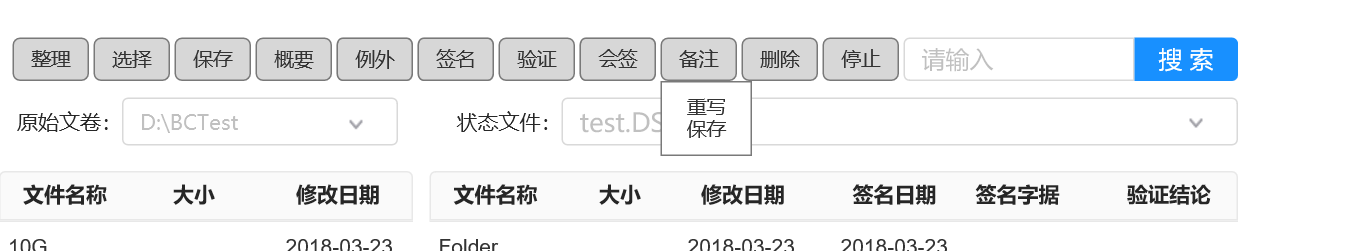 整理 选择 保存 概要 例外 签名 验证 会签 备注 删除 停止 请输入 搜 索
重写
保存
原始文卷： D:\BCTest 状态文件： test.DS
文件名称 大小 修改日期 文件名称 大小 修改日期 签名日期 签名字据 验证结论
10G 2018-03-23 Folder 2018-03-23 2018-03-23